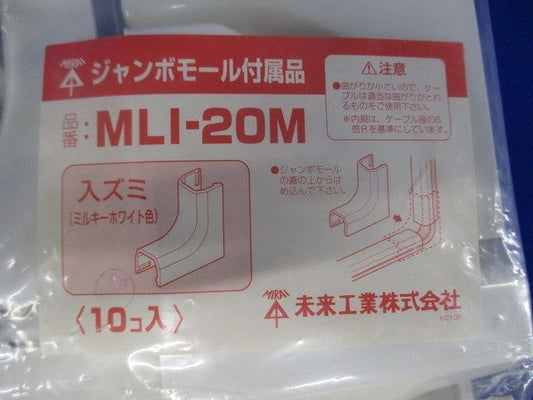 MIRAI
ジャンボモール付属品
⚠注意
●曲がりが小さいので、ケー
ブルは適当な曲がりがとれ
るものをご使用下さい。
※内規は、ケーブル径の6
倍Rを基準にしています。
品番:MLI-20M
入ズミ
(ミルキーホワイト色)
●ジャンボモール
の蓋の上からは
め込んで下さい。
〈10コ入〉
MIRAI
未来工業株式会社